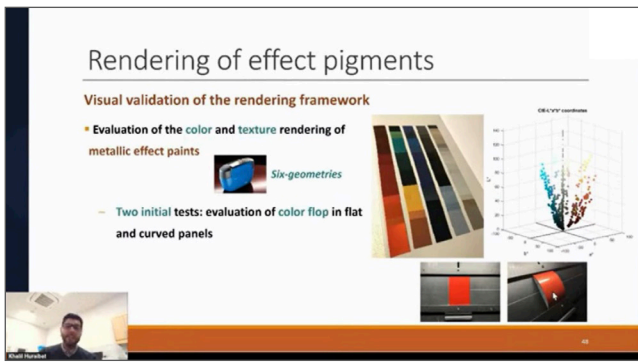 Rendering of effect pigments
Visual validation of the rendering framework
Evaluation of the color and texture rendering of
metallic effect paints
Six-geometries
– Two initial tests: evaluation of color flop in flat
and curved panels
CIE-L*a*b* coordinates
L*
b*
a*
48